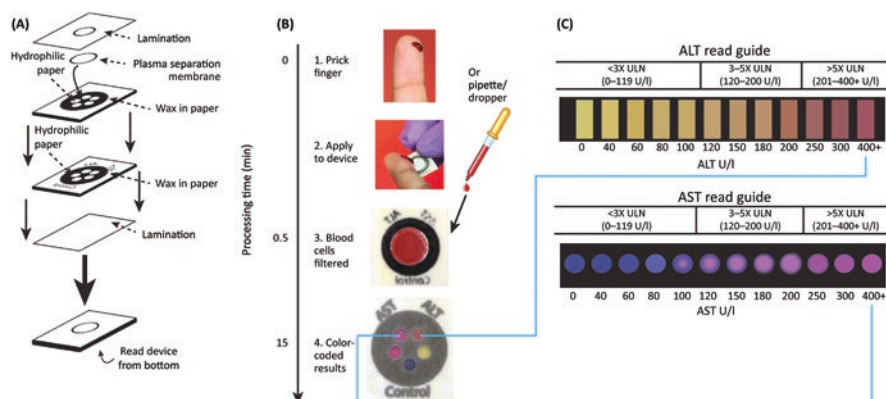 (A)
Lamination
Hydrophilic
paper
Plasma separation
membrane
Wax in paper
Hydrophilic
paper
Wax in paper
Lamination
Read device
from bottom
(B)
Processing time (min)
0
1. Prick
finger
Or
pipette/
dropper
2. Apply
to device
0.5
3. Blood
cells
filtered
AST ALT
Control
15
4. Color-
coded
results
AST ALT
Control
(C)
ALT read guide
<3X ULN 3–5X ULN >5X ULN
(0–119 U/l) (120–200 U/l) (201–400+ U/l)
0 40 60 80 100 120 150 180 200 250 300 400+
ALT U/l
AST read guide
<3X ULN 3–5X ULN >5X ULN
(0–119 U/l) (120–200 U/l) (201–400+ U/l)
0 40 60 80 100 120 150 180 200 250 300 400+
AST U/l